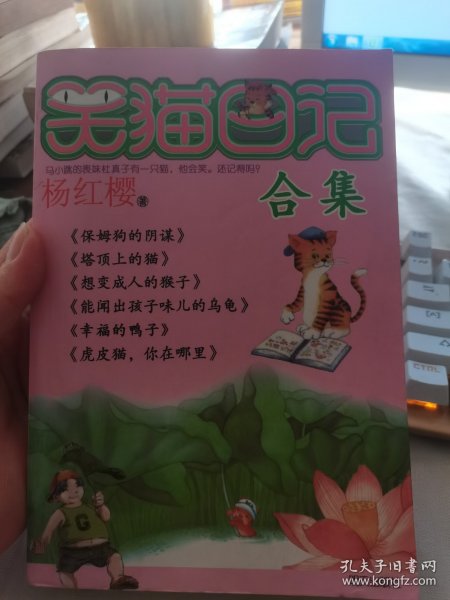 笑猫日记
马小跳的表妹杜真子有一只猫，他会笑。还记得吗？
杨红樱 著
合集
《保姆狗的阴谋》
《塔顶上的猫》
《想变成人的猴子》
《能闻出孩子味儿的乌龟》
《幸福的鸭子》
《虎皮猫，你在哪里》
G
CTRL
孔夫子旧书网
www.kongfz.com